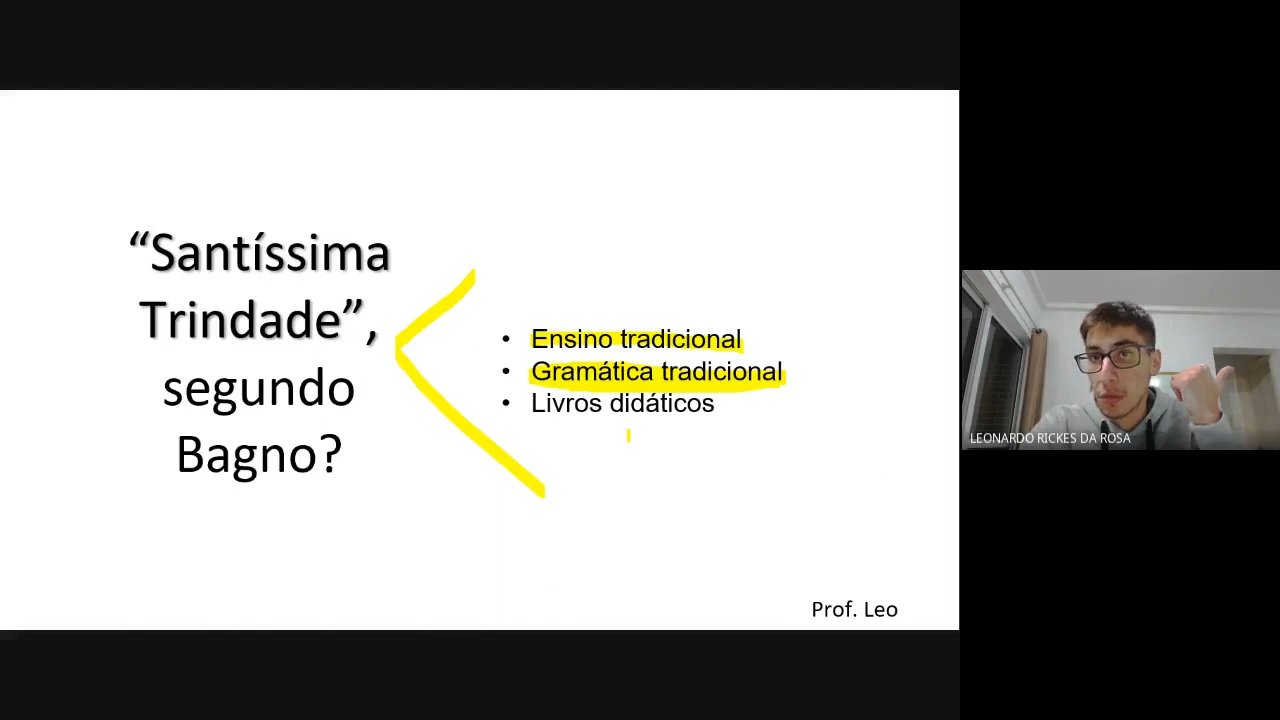 “Santíssima
Trindade”,
segundo
Bagno?
• Ensino tradicional
• Gramática tradicional
• Livros didáticos
Prof. Leo
LEONARDO RICKES DA ROSA